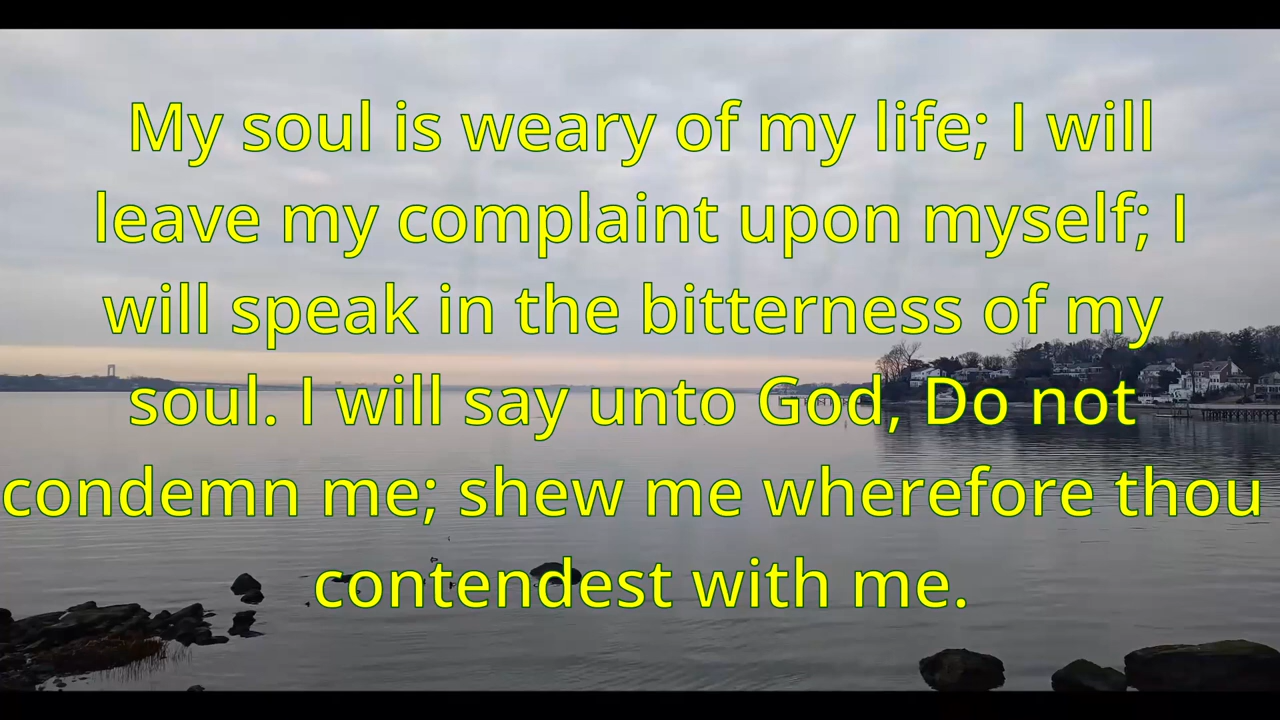 My soul is weary of my life; I will
leave my complaint upon myself; I
will speak in the bitterness of my
soul. I will say unto God, Do not
condemn me; shew me wherefore thou
contendest with me.